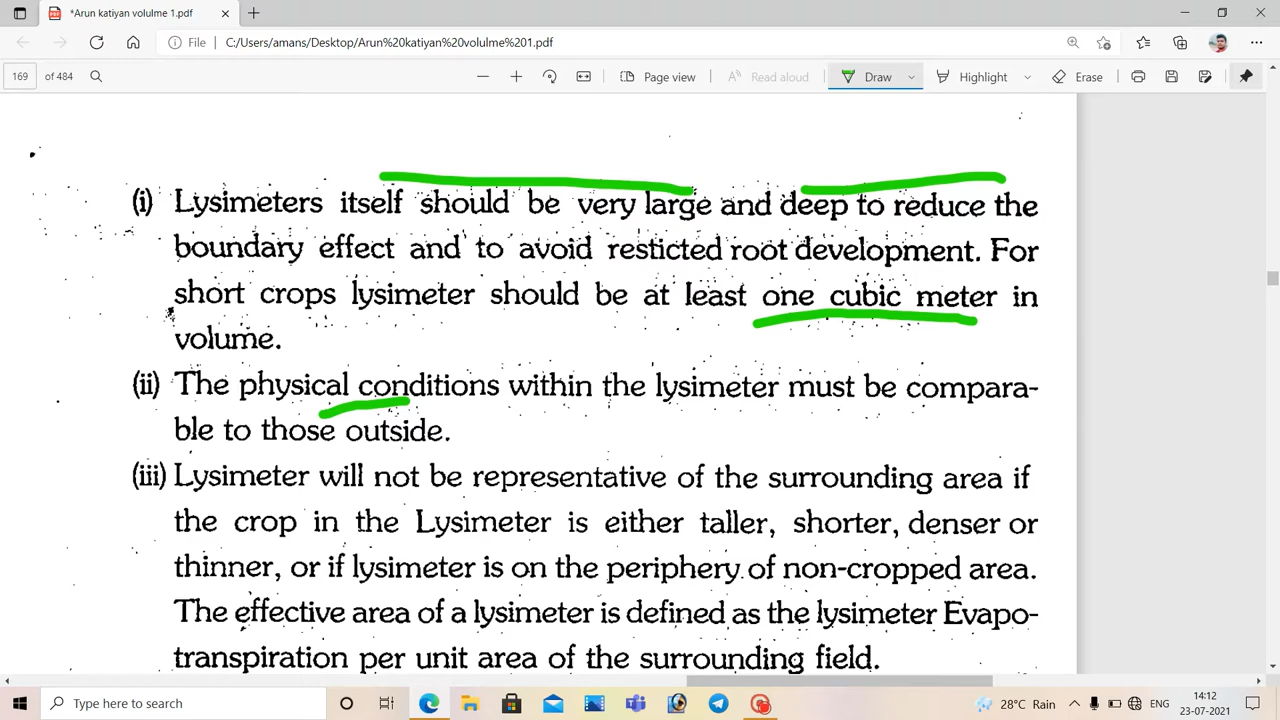 *Arun katiyan volulme 1.pdf
File
C:/Users/amans/Desktop/Arun%20katiyan%20volulme%201.pdf
169 of 484
Page view
Read aloud
Draw
Highlight
Erase
(i) Lysimeters itself should be very large and deep to reduce the
boundary effect and to avoid resticted root development. For
short crops lysimeter should be at least one cubic meter in
volume.
(ii) The physical conditions within the lysimeter must be compara-
ble to those outside.
(iii) Lysimeter will not be representative of the surrounding area if
the crop in the Lysimeter is either taller, shorter, denser or
thinner, or if lysimeter is on the periphery of non-cropped area.
The effective area of a lysimeter is defined as the lysimeter Evapo-
transpiration per unit area of the surrounding field.
Type here to search
28°C Rain
ENG
14:12
23-07-2021